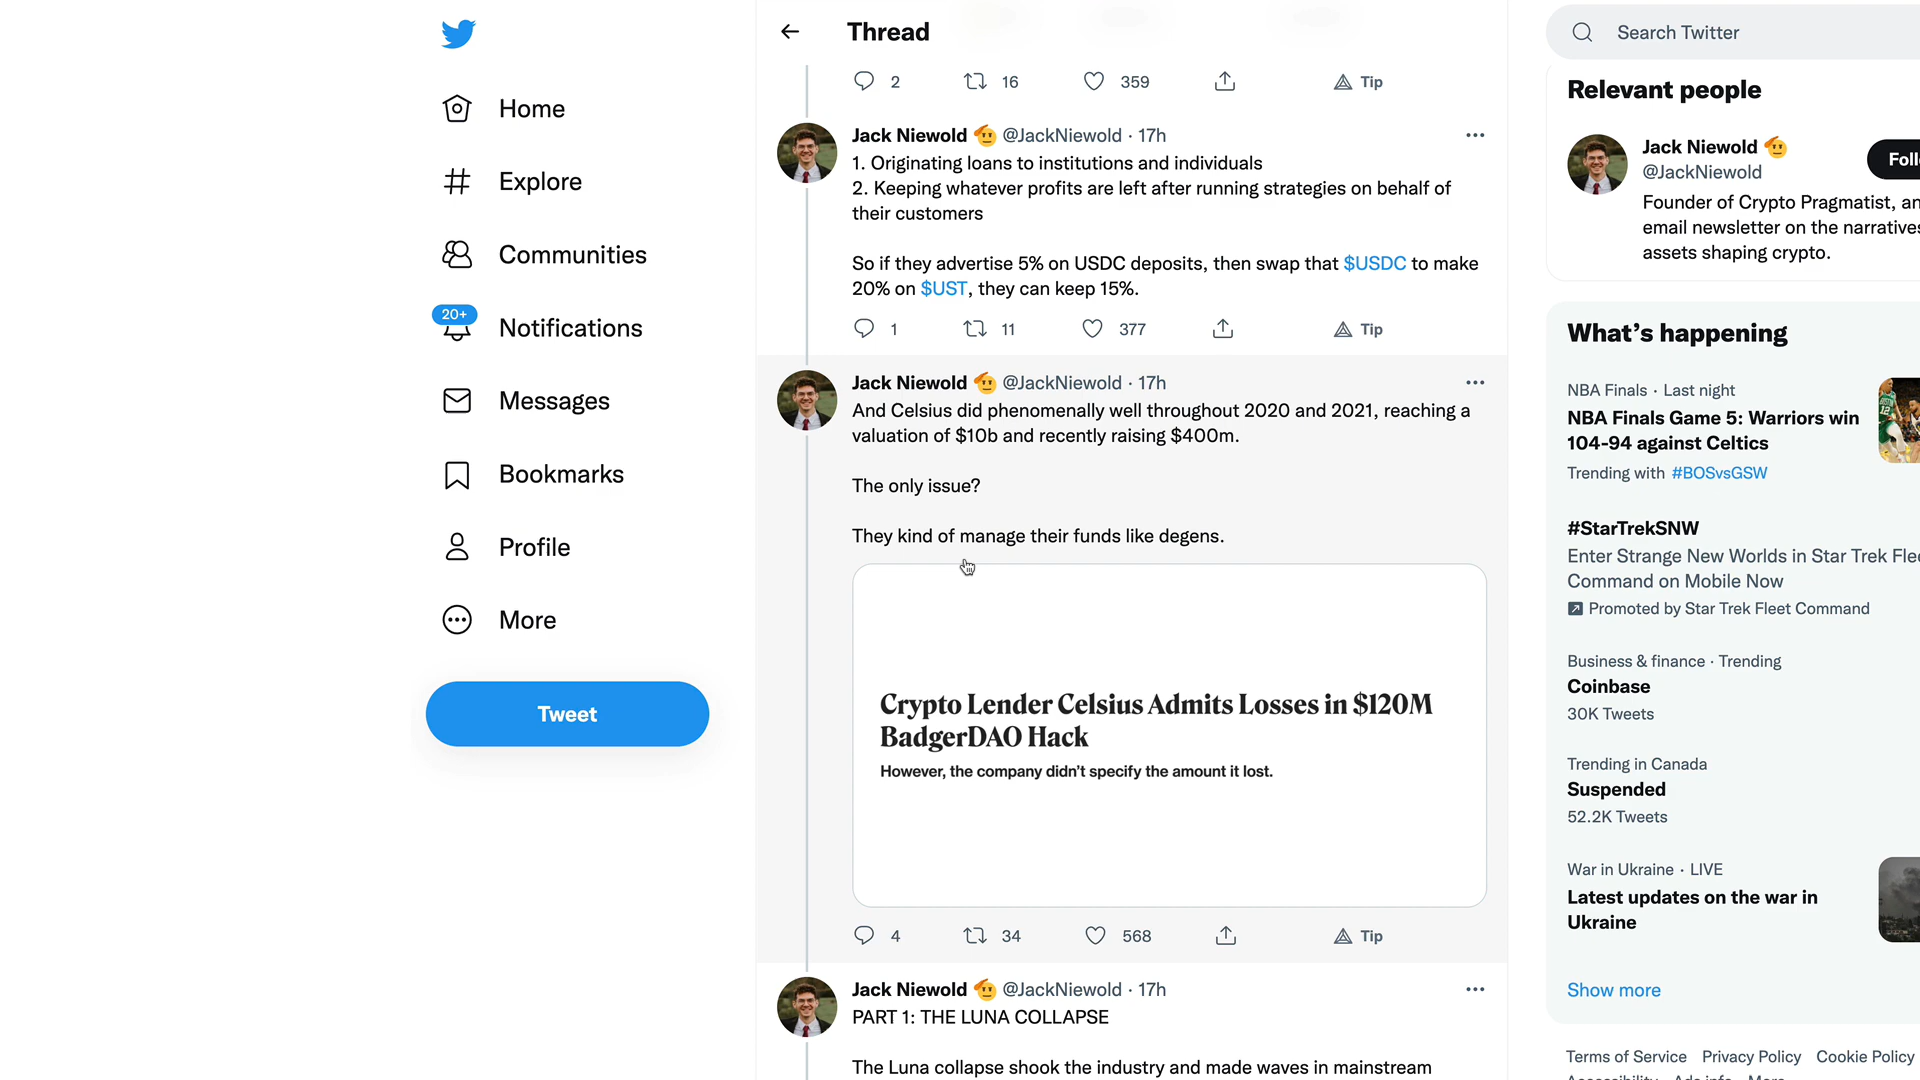 Thread
Search Twitter
Home
Explore
Communities
20+
Notifications
Messages
Bookmarks
Profile
More
Tweet
2 16 359 Tip
Jack Niewold @JackNiewold · 17h
1. Originating loans to institutions and individuals
2. Keeping whatever profits are left after running strategies on behalf of
their customers
So if they advertise 5% on USDC deposits, then swap that $USDC to make
20% on $UST, they can keep 15%.
1 11 377 Tip
Jack Niewold @JackNiewold · 17h
And Celsius did phenomenally well throughout 2020 and 2021, reaching a
valuation of $10b and recently raising $400m.
The only issue?
They kind of manage their funds like degens.
Crypto Lender Celsius Admits Losses in $120M
BadgerDAO Hack
However, the company didn't specify the amount it lost.
4 34 568 Tip
Jack Niewold @JackNiewold · 17h
PART 1: THE LUNA COLLAPSE
The Luna collapse shook the industry and made waves in mainstream
Relevant people
Jack Niewold
@JackNiewold
Foll
Founder of Crypto Pragmatist, an
email newsletter on the narratives
assets shaping crypto.
What's happening
NBA Finals · Last night
NBA Finals Game 5: Warriors win
104-94 against Celtics
Trending with #BOSvsGSW
#StarTrekSNW
Enter Strange New Worlds in Star Trek Flee
Command on Mobile Now
Promoted by Star Trek Fleet Command
Business & finance · Trending
Coinbase
30K Tweets
Trending in Canada
Suspended
52.2K Tweets
War in Ukraine · LIVE
Latest updates on the war in
Ukraine
Show more
Terms of Service Privacy Policy Cookie Policy
Accessibility Ads info More